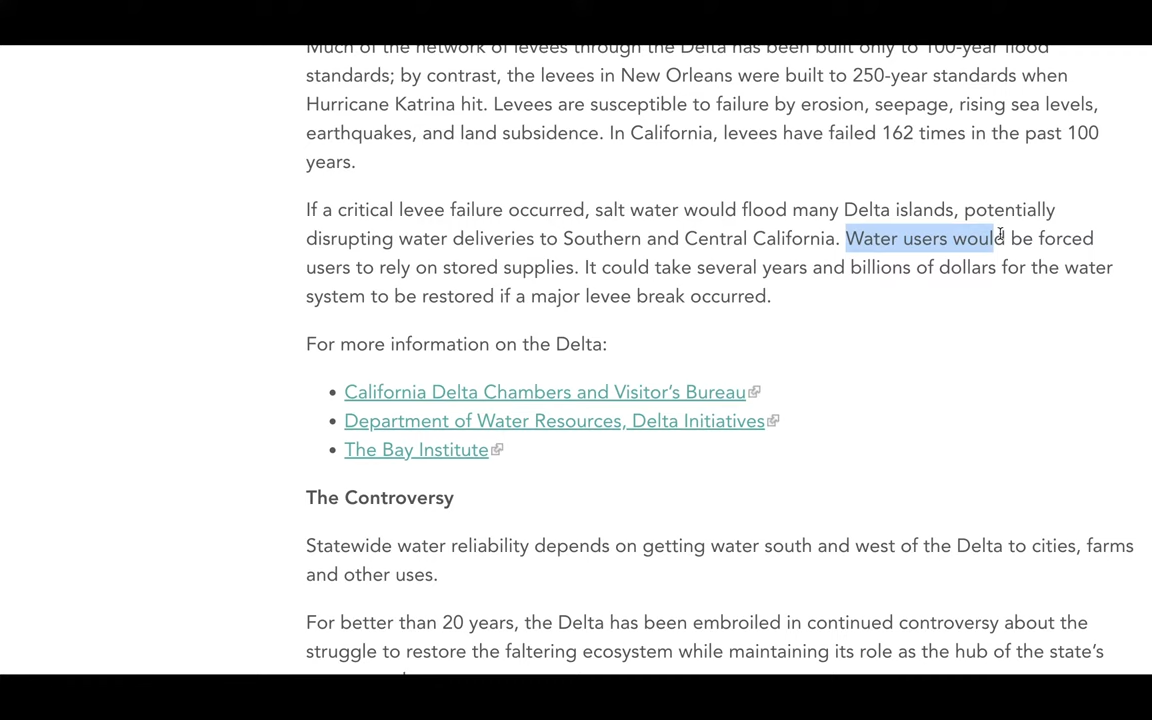 Much of the network of levees through the Delta has been built only to 100-year flood
standards; by contrast, the levees in New Orleans were built to 250-year standards when
Hurricane Katrina hit. Levees are susceptible to failure by erosion, seepage, rising sea levels,
earthquakes, and land subsidence. In California, levees have failed 162 times in the past 100
years.
If a critical levee failure occurred, salt water would flood many Delta islands, potentially
disrupting water deliveries to Southern and Central California. Water users would be forced
users to rely on stored supplies. It could take several years and billions of dollars for the water
system to be restored if a major levee break occurred.
For more information on the Delta:
• California Delta Chambers and Visitor’s Bureau
• Department of Water Resources, Delta Initiatives
• The Bay Institute
The Controversy
Statewide water reliability depends on getting water south and west of the Delta to cities, farms
and other uses.
For better than 20 years, the Delta has been embroiled in continued controversy about the
struggle to restore the faltering ecosystem while maintaining its role as the hub of the state’s